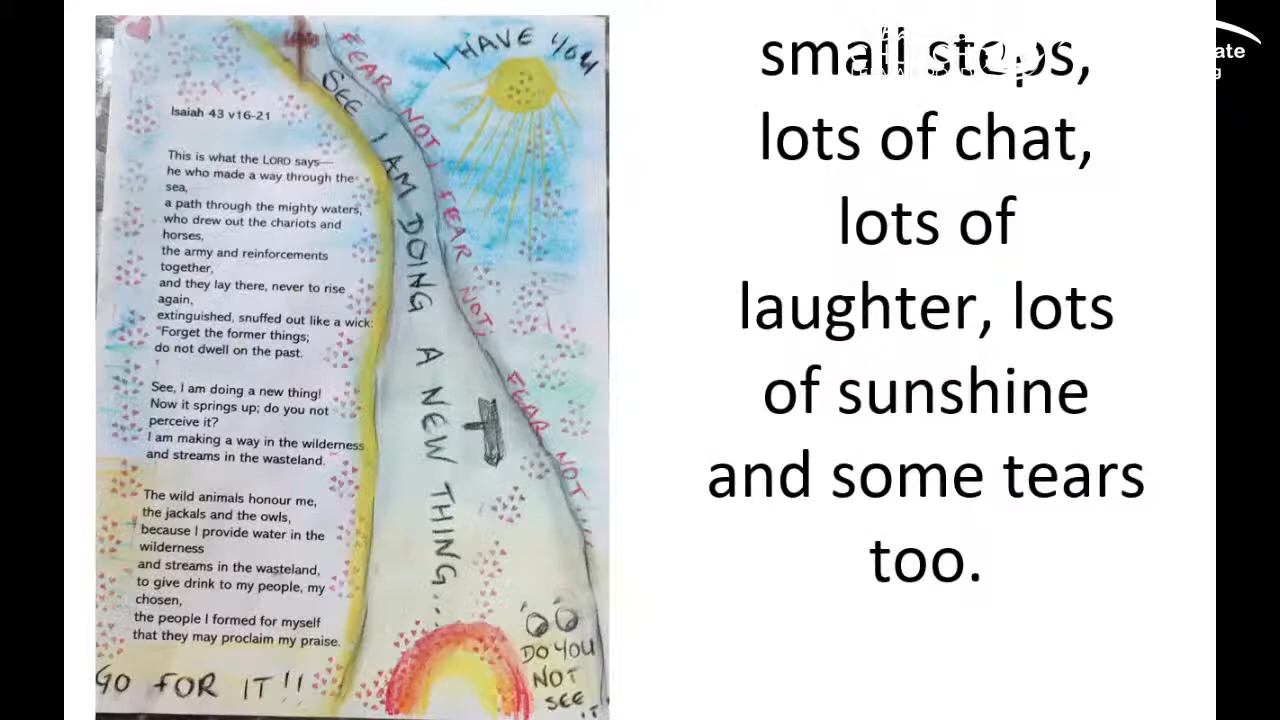 I HAVE YOU
FEAR NOT, FEAR NOT, FEAR NOT
SEE I AM DOING A NEW THING...
Isaiah 43 v16-21
This is what the LORD says—
he who made a way through the
sea,
a path through the mighty waters,
who drew out the chariots and
horses,
the army and reinforcements
together,
and they lay there, never to rise
again,
extinguished, snuffed out like a wick:
"Forget the former things;
do not dwell on the past.
See, I am doing a new thing!
Now it springs up; do you not
perceive it?
I am making a way in the wilderness
and streams in the wasteland.
The wild animals honour me,
the jackals and the owls,
because I provide water in the
wilderness
and streams in the wasteland,
to give drink to my people, my
chosen,
the people I formed for myself
that they may proclaim my praise.
GO FOR IT!!
DO YOU
NOT
SEE
small steps,
lots of chat,
lots of
laughter, lots
of sunshine
and some tears
too.